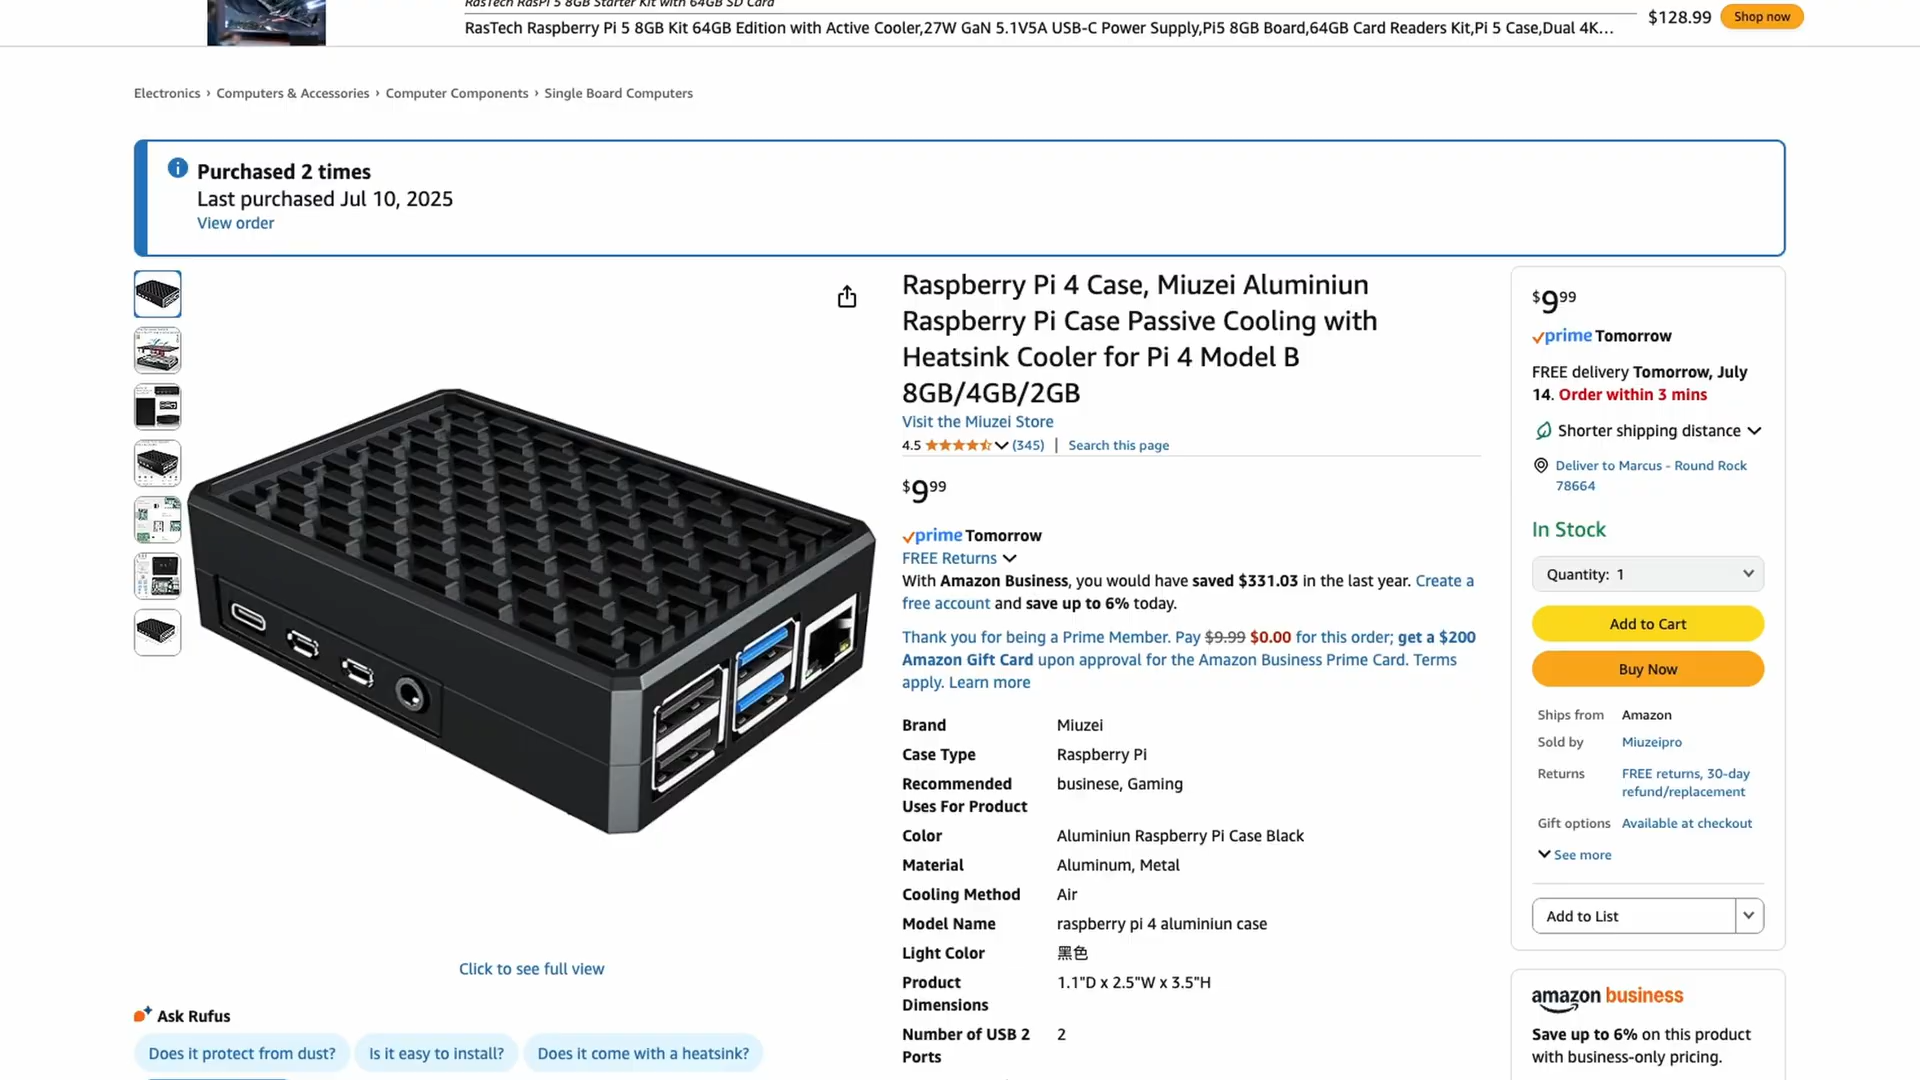 RasTech RasPi 5 8GB Starter Kit with 64GB SD Card
RasTech Raspberry Pi 5 8GB Kit 64GB Edition with Active Cooler,27W GaN 5.1V5A USB-C Power Supply,Pi5 8GB Board,64GB Card Readers Kit,Pi 5 Case,Dual 4K...
$128.99
Shop now
Electronics › Computers & Accessories › Computer Components › Single Board Computers
Purchased 2 times
Last purchased Jul 10, 2025
View order
Raspberry Pi 4 Case, Miuzei Aluminiun
Raspberry Pi Case Passive Cooling with
Heatsink Cooler for Pi 4 Model B
8GB/4GB/2GB
Visit the Miuzei Store
4.5 (345) | Search this page
$9.99
prime Tomorrow
FREE Returns
With Amazon Business, you would have saved $331.03 in the last year. Create a
free account and save up to 6% today.
Thank you for being a Prime Member. Pay $9.99 $0.00 for this order; get a $200
Amazon Gift Card upon approval for the Amazon Business Prime Card. Terms
apply. Learn more
Brand Miuzei
Case Type Raspberry Pi
Recommended businese, Gaming
Uses For Product
Color Aluminiun Raspberry Pi Case Black
Material Aluminum, Metal
Cooling Method Air
Model Name raspberry pi 4 aluminiun case
Light Color 黑色
Product 1.1"D x 2.5"W x 3.5"H
Dimensions
Number of USB 2 2
Ports
Click to see full view
Ask Rufus
Does it protect from dust?
Is it easy to install?
Does it come with a heatsink?
$9.99
prime Tomorrow
FREE delivery Tomorrow, July
14. Order within 3 mins
Shorter shipping distance
Deliver to Marcus - Round Rock
78664
In Stock
Quantity: 1
Add to Cart
Buy Now
Ships from Amazon
Sold by Miuzeipro
Returns FREE returns, 30-day
refund/replacement
Gift options Available at checkout
See more
Add to List
amazon business
Save up to 6% on this product
with business-only pricing.